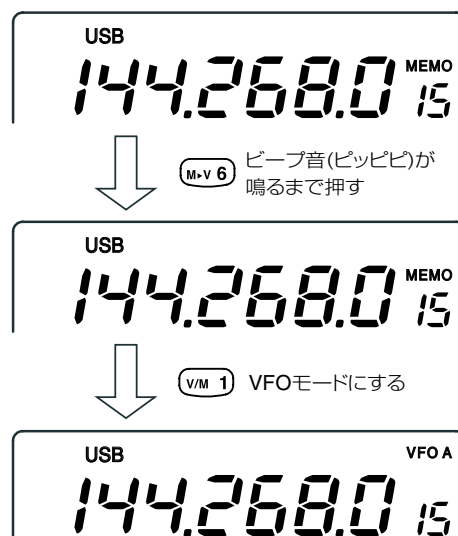 USB
144.268.0 MEMO 15
M▸V 6 ビープ音(ピッピピ)が
鳴るまで押す
USB
144.268.0 MEMO 15
V/M 1 VFOモードにする
USB VFO A
144.268.0 15